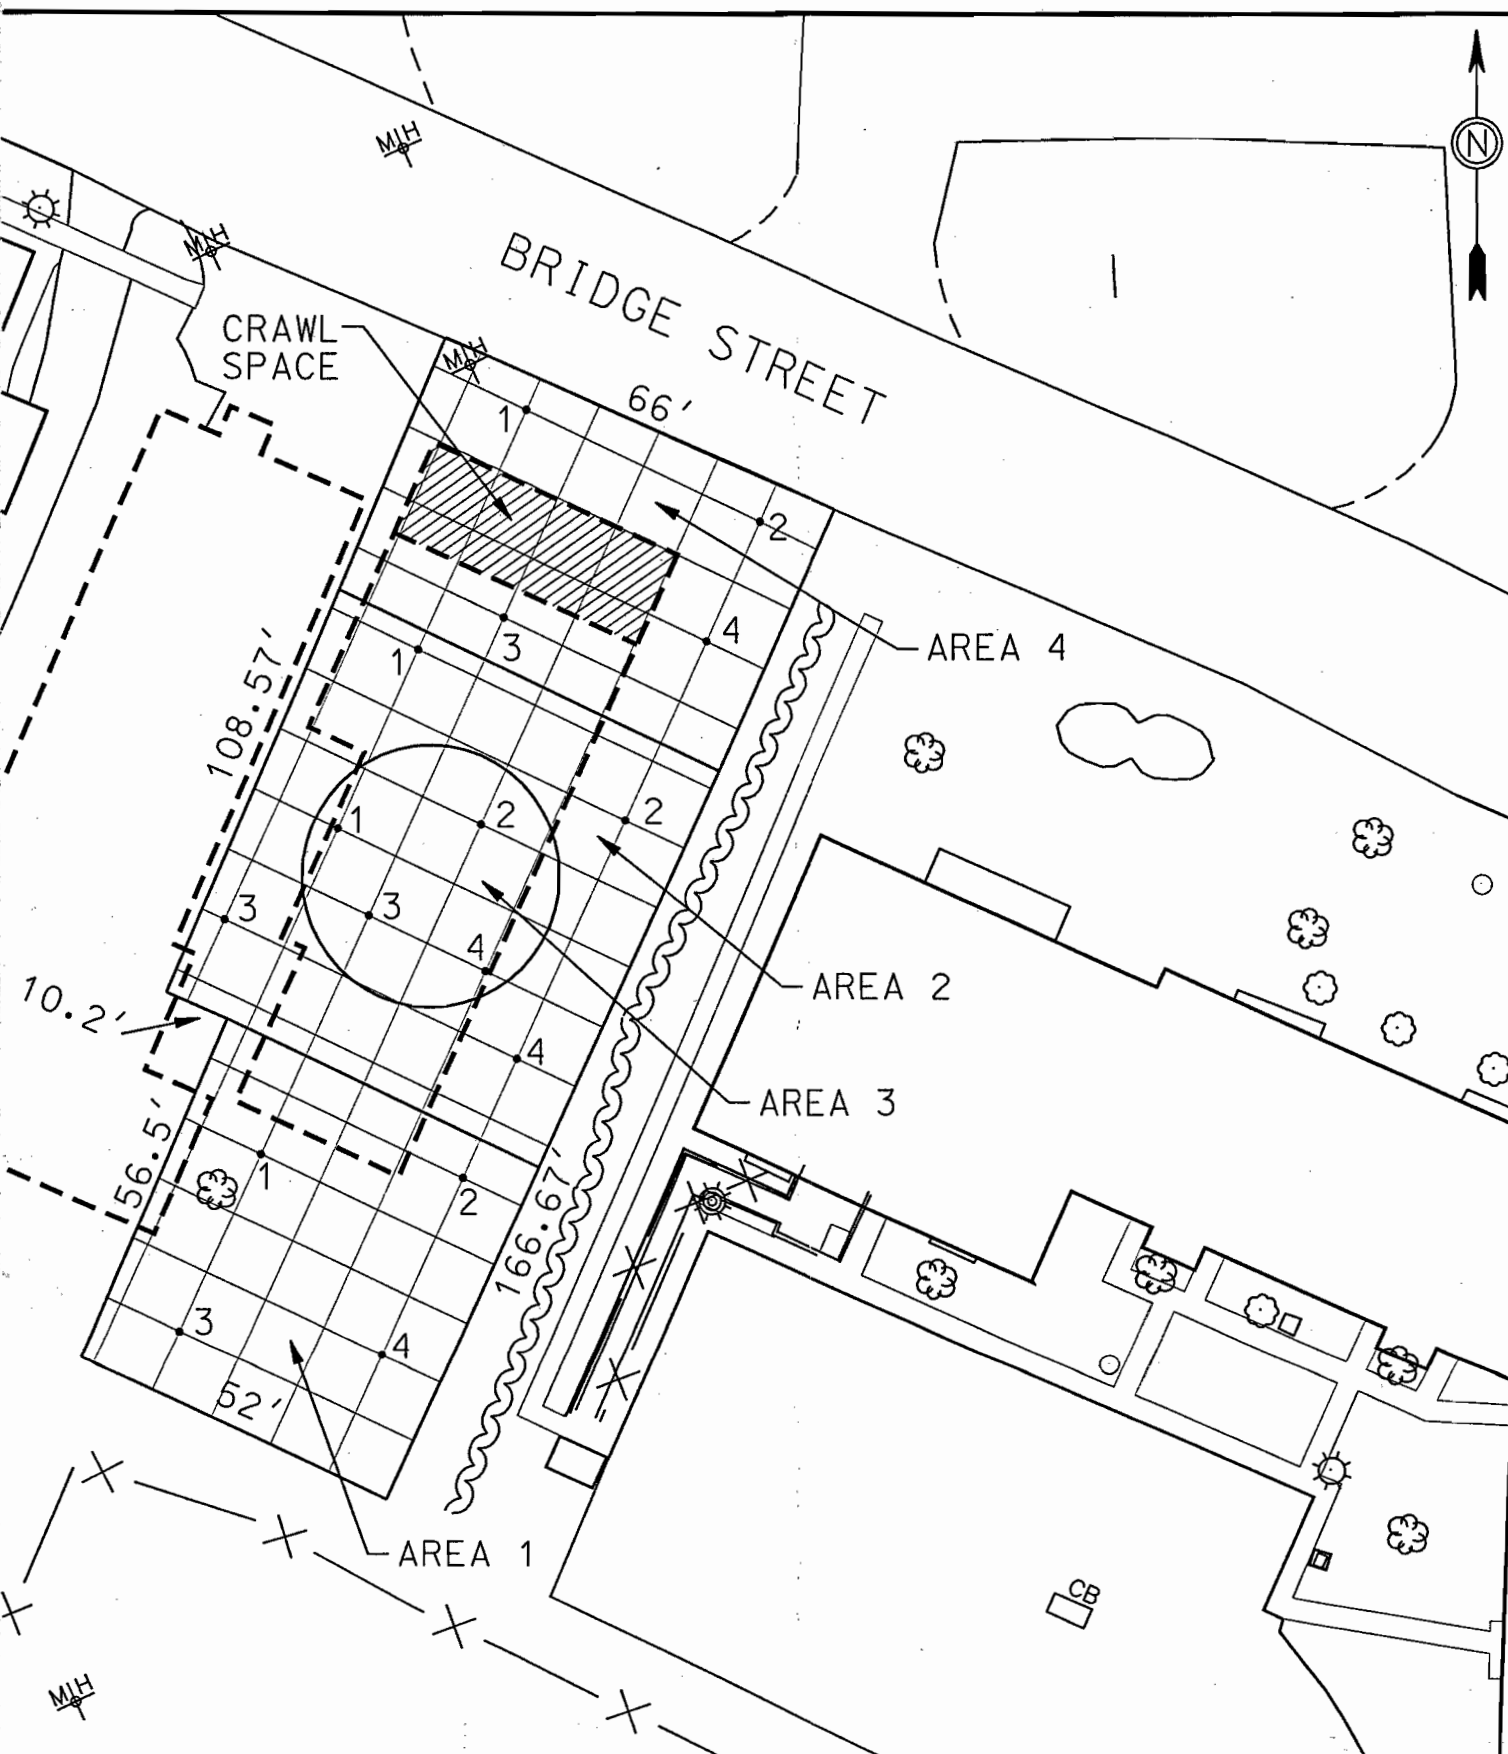 N
MH
MH
BRIDGE STREET
CRAWL
SPACE
MH
66'
1
2
3
4
AREA 4
1
108.57'
1
2
2
3
3
4
AREA 2
10.2'
4
AREA 3
56.5'
1
2
166.67'
3
4
52'
AREA 1
CB
MH